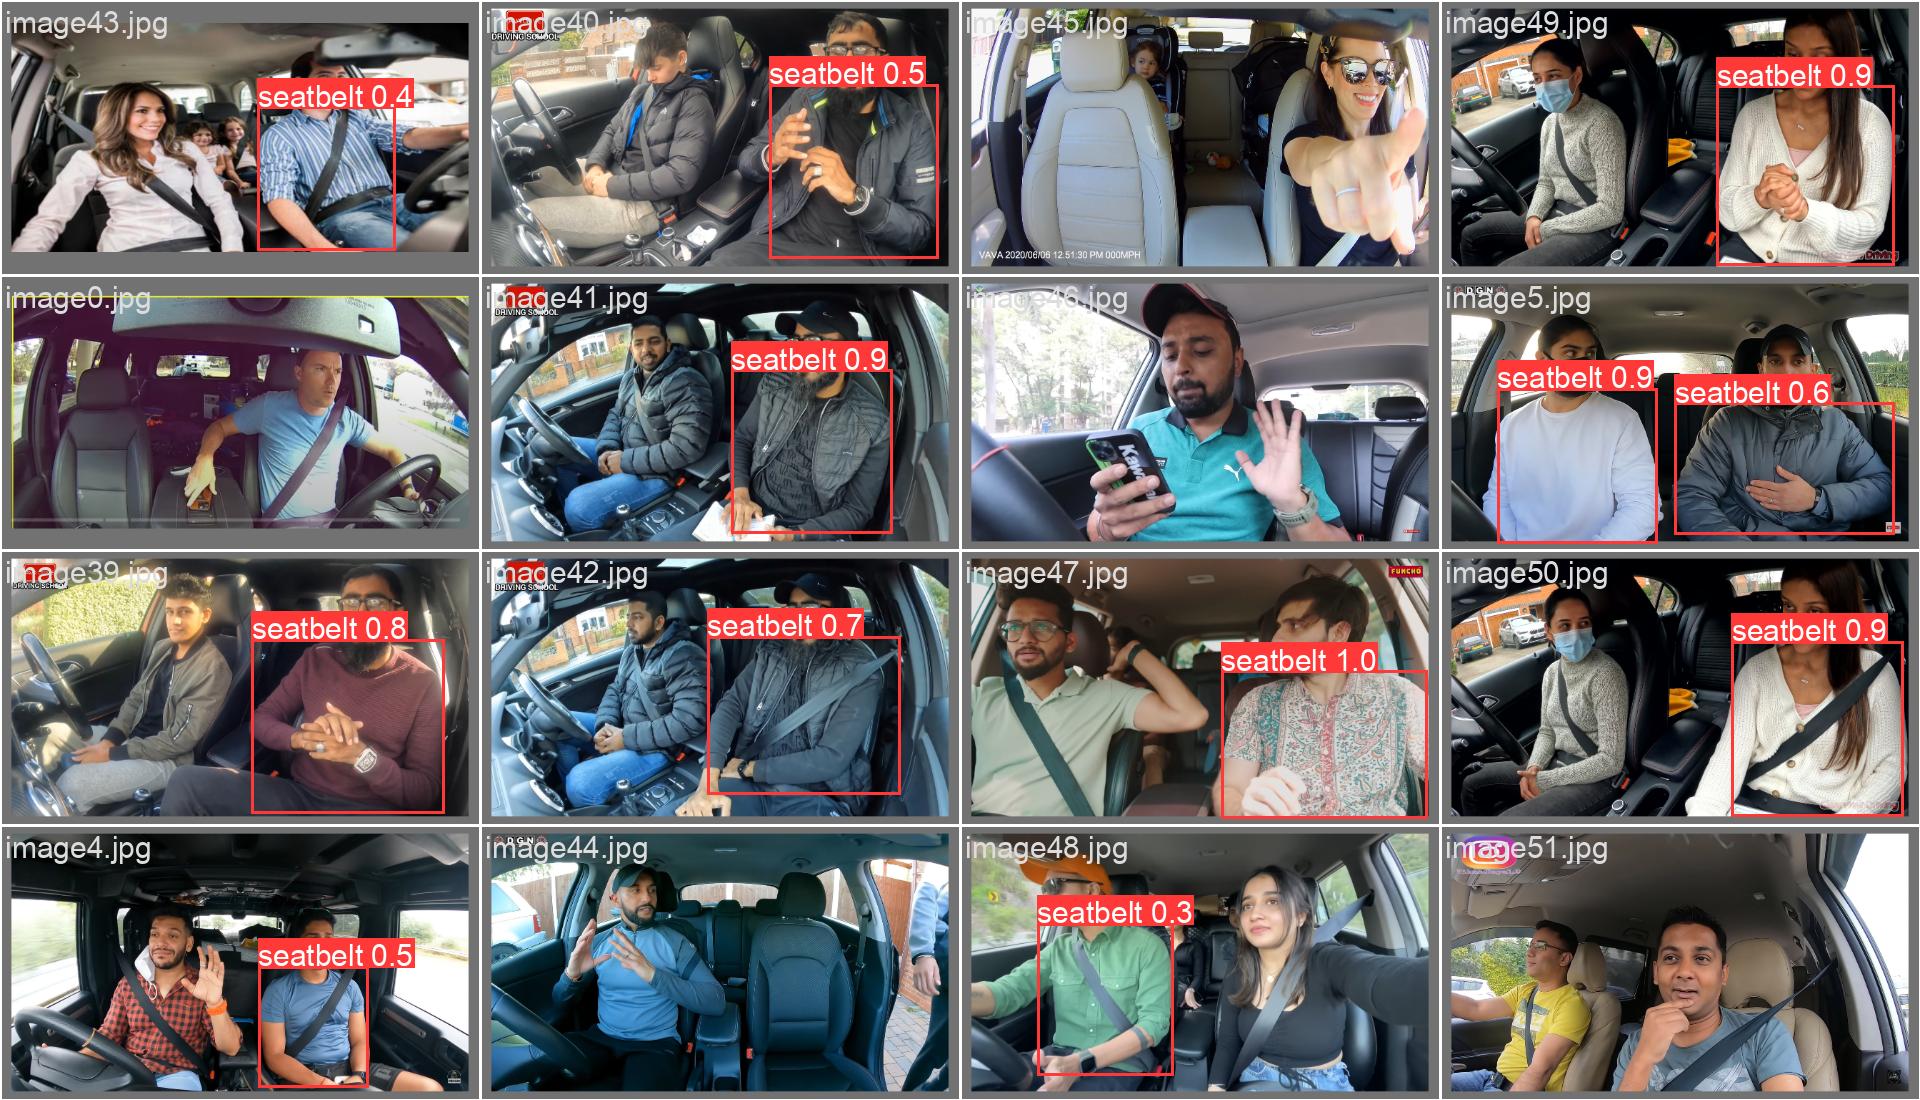 image43.jpg
seatbelt 0.4
image40.jpg
DRIVING SCHOOL
seatbelt 0.5
image45.jpg
VAVA 2020/06/06 12:51:30 PM 000MPH
image49.jpg
seatbelt 0.9
image0.jpg
image41.jpg
DRIVING SCHOOL
seatbelt 0.9
image46.jpg
image5.jpg
DGN
seatbelt 0.9
seatbelt 0.6
image39.jpg
DRIVING SCHOOL
seatbelt 0.8
image42.jpg
DRIVING SCHOOL
seatbelt 0.7
image47.jpg
FUNCHO
seatbelt 1.0
image50.jpg
seatbelt 0.9
image4.jpg
seatbelt 0.5
image44.jpg
DGN
image48.jpg
seatbelt 0.3
image51.jpg